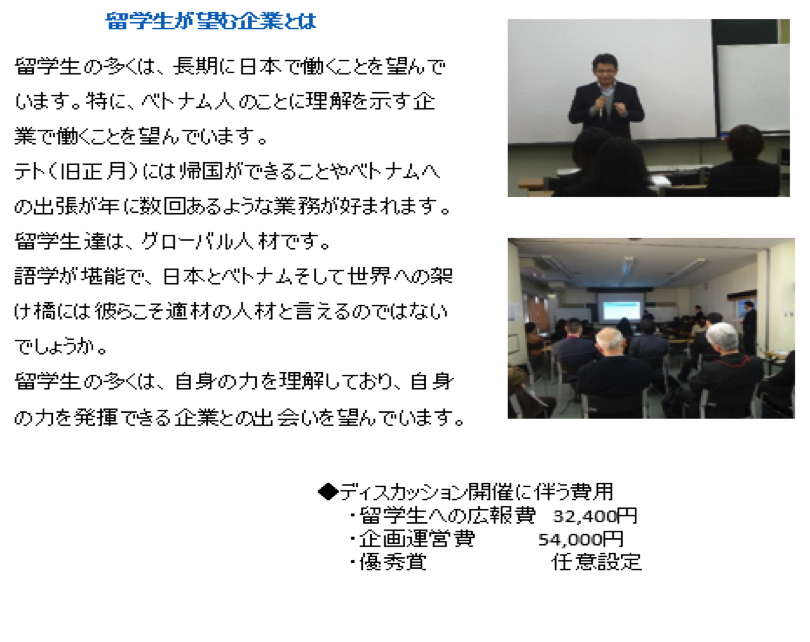 留学生が望む企業とは
留学生の多くは、長期に日本で働くことを望んで
います。特に、ベトナム人のことに理解を示す企
業で働くことを望んでいます。
テト(旧正月)には帰国ができることやベトナムへ
の出張が年に数回あるような業務が好まれます。
留学生達は、グローバル人材です。
語学が堪能で、日本とベトナムそして世界への架
け橋には彼らこそ適材の人材と言えるのではない
でしょうか。
留学生の多くは、自身の力を理解しており、自身
の力を発揮できる企業との出会いを望んでいます。
◆ディスカッション開催に伴う費用
・留学生への広報費 32,400円
・企画運営費 54,000円
・優秀賞 任意設定